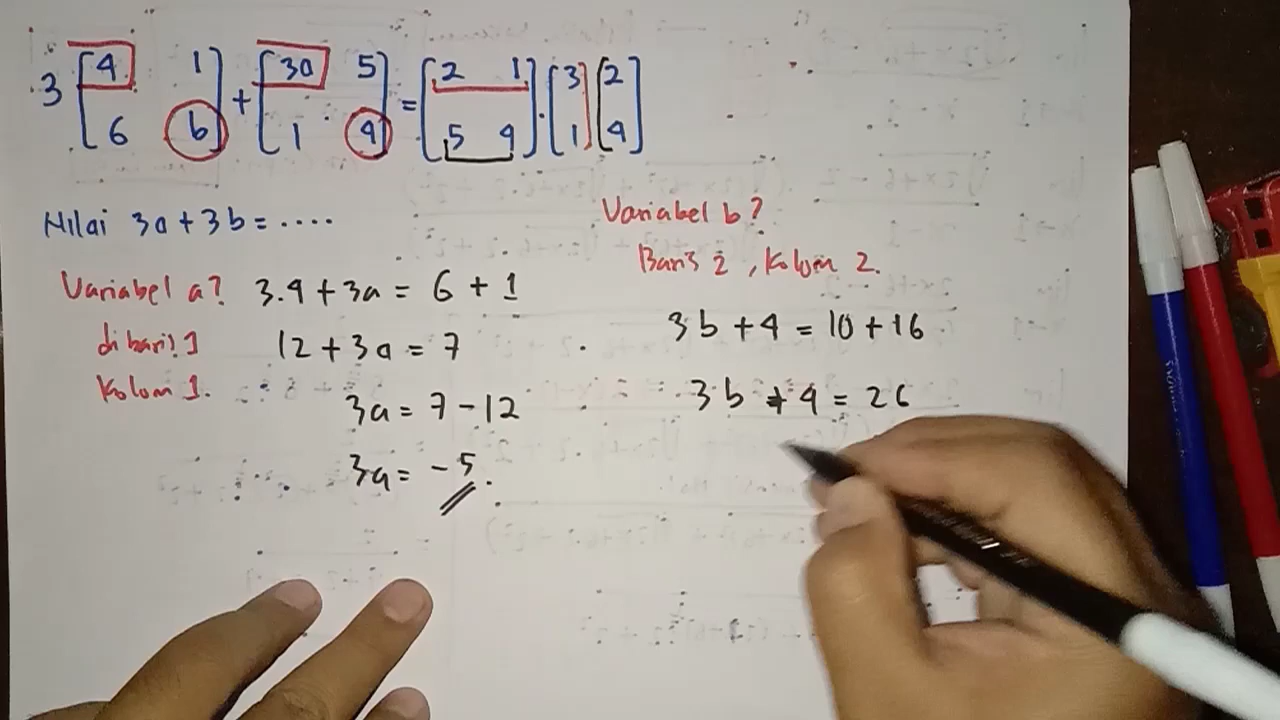 3 [4 1] + [3a 5] = [2 1] . [3 [2
[6 b] [1 4] [5 4] 1] 4]
Nilai 3a + 3b = ....
Variabel a? 3.4 + 3a = 6 + 1
di baris 1 12 + 3a = 7
Kolom 1. 3a = 7 - 12
3a = -5
Variabel b?
Baris 2, Kolom 2.
3b + 4 = 10 + 16
3b + 4 = 26